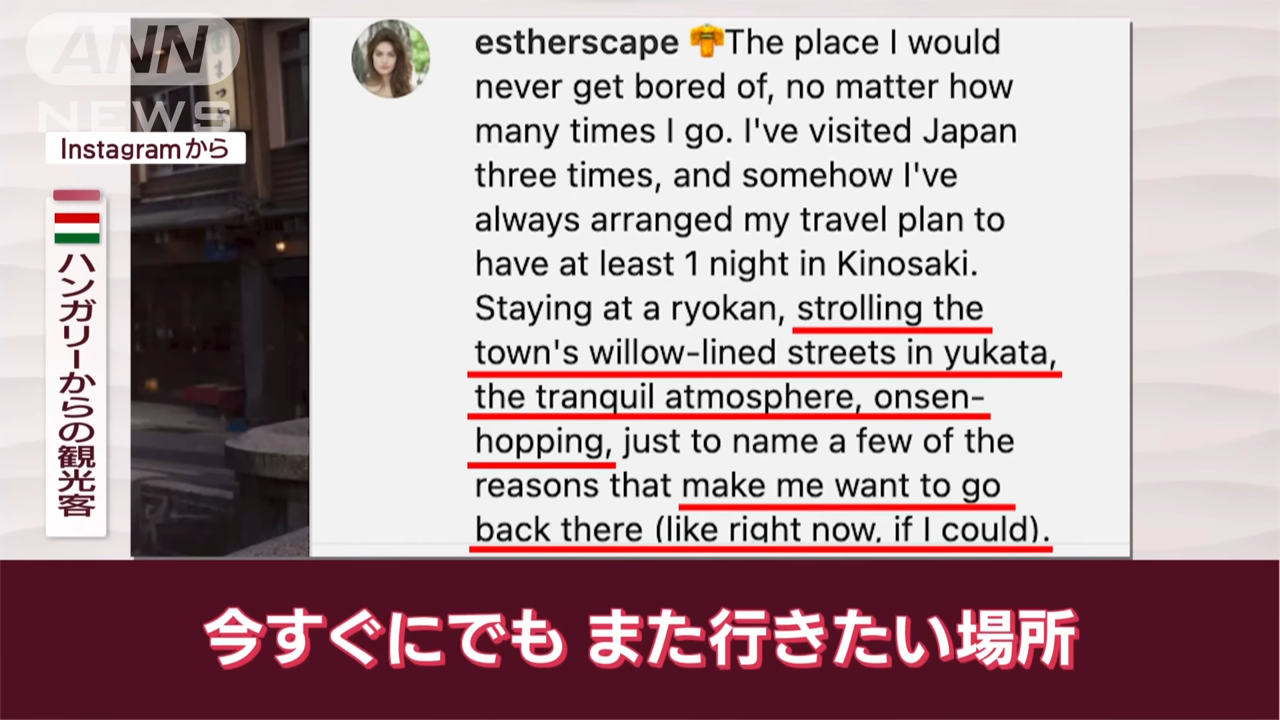 ANN
NEWS
Instagramから
ハンガリーからの観光客
estherscape 👘The place I would
never get bored of, no matter how
many times I go. I've visited Japan
three times, and somehow I've
always arranged my travel plan to
have at least 1 night in Kinosaki.
Staying at a ryokan, strolling the
town's willow-lined streets in yukata,
the tranquil atmosphere, onsen-
hopping, just to name a few of the
reasons that make me want to go
back there (like right now, if I could).
今すぐにでも また行きたい場所